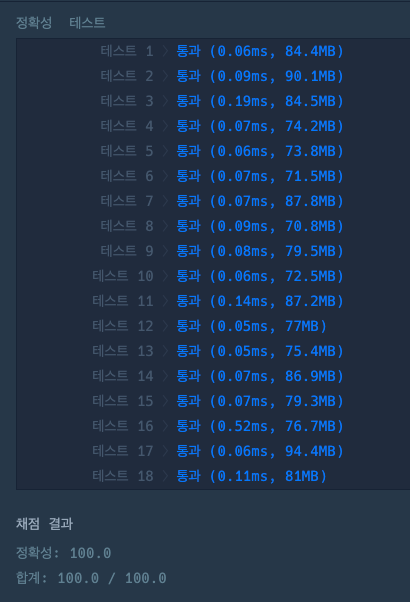 정확성 테스트
테스트 1 〉 통과 (0.06ms, 84.4MB)
테스트 2 〉 통과 (0.09ms, 90.1MB)
테스트 3 〉 통과 (0.19ms, 84.5MB)
테스트 4 〉 통과 (0.07ms, 74.2MB)
테스트 5 〉 통과 (0.06ms, 73.8MB)
테스트 6 〉 통과 (0.07ms, 71.5MB)
테스트 7 〉 통과 (0.07ms, 87.8MB)
테스트 8 〉 통과 (0.09ms, 70.8MB)
테스트 9 〉 통과 (0.08ms, 79.5MB)
테스트 10 〉 통과 (0.06ms, 72.5MB)
테스트 11 〉 통과 (0.14ms, 87.2MB)
테스트 12 〉 통과 (0.05ms, 77MB)
테스트 13 〉 통과 (0.05ms, 75.4MB)
테스트 14 〉 통과 (0.07ms, 86.9MB)
테스트 15 〉 통과 (0.07ms, 79.3MB)
테스트 16 〉 통과 (0.52ms, 76.7MB)
테스트 17 〉 통과 (0.06ms, 94.4MB)
테스트 18 〉 통과 (0.11ms, 81MB)
채점 결과
정확성: 100.0
합계: 100.0 / 100.0